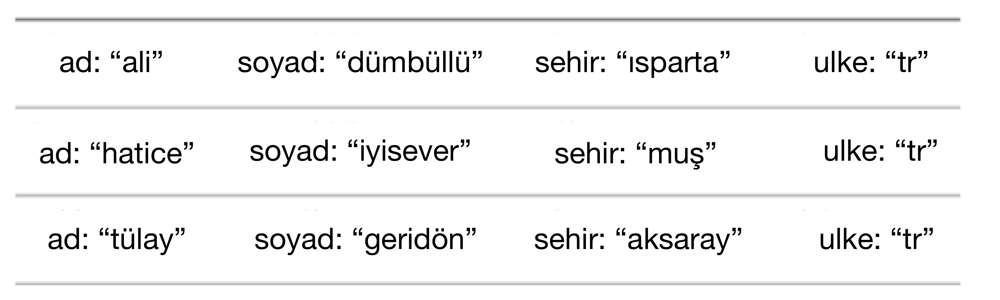 ad: “ali” soyad: “dümbüllü” sehir: “ısparta” ulke: “tr”
ad: “hatice” soyad: “iyisever” sehir: “muş” ulke: “tr”
ad: “tülay” soyad: “geridön” sehir: “aksaray” ulke: “tr”